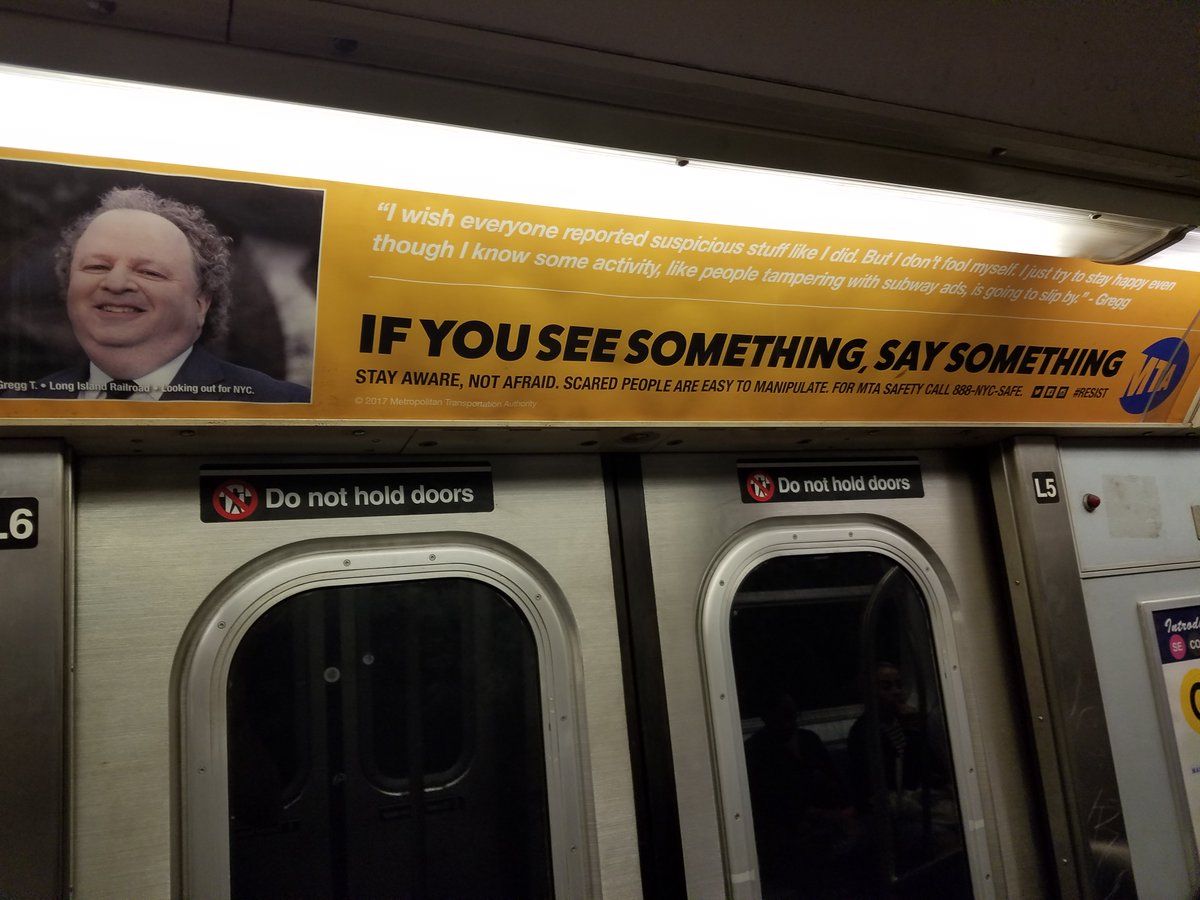 "I wish everyone reported suspicious stuff like I did. But I don't fool myself. I just try to stay happy even
though I know some activity, like people tampering with subway ads, is going to slip by." - Gregg
IF YOU SEE SOMETHING, SAY SOMETHING
STAY AWARE, NOT AFRAID. SCARED PEOPLE ARE EASY TO MANIPULATE. FOR MTA SAFETY CALL 888-NYC-SAFE. #RESIST
MTA
Gregg T. • Long Island Railroad • Looking out for NYC.
© 2017 Metropolitan Transportation Authority
Do not hold doors
Do not hold doors
L6
L5
SE